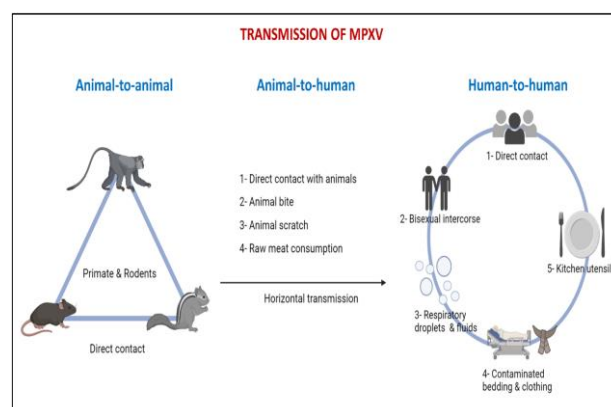 TRANSMISSION OF MPXV
Animal-to-animal
Animal-to-human
Human-to-human
1- Direct contact with animals
2- Animal bite
3- Animal scratch
4- Raw meat consumption
Horizontal transmission
Primate & Rodents
Direct contact
1- Direct contact
2- Bisexual intercorse
3- Respiratory
droplets & fluids
4- Contaminated
bedding & clothing
5- Kitchen utensil